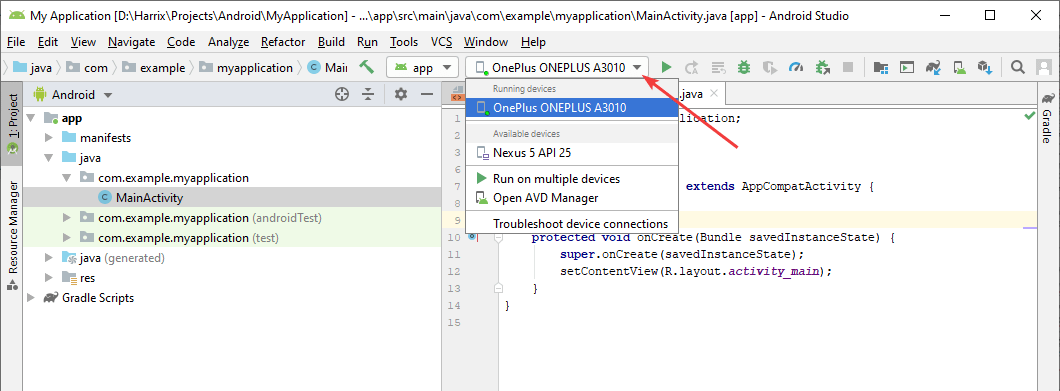 My Application [D:\Harrix\Projects\Android\MyApplication] - ...\app\src\main\java\com\example\myapplication\MainActivity.java [app] - Android Studio
File Edit View Navigate Code Analyze Refactor Build Run Tools VCS Window Help
java com example myapplication Mai app OnePlus ONEPLUS A3010
1: Project
Resource Manager
Android
app
manifests
java
com.example.myapplication
MainActivity
com.example.myapplication (androidTest)
com.example.myapplication (test)
java (generated)
res
Gradle Scripts
Running devices
OnePlus ONEPLUS A3010
Available devices
Nexus 5 API 25
Run on multiple devices
Open AVD Manager
Troubleshoot device connections
.java
1 lication;
2
3
6
7 extends AppCompatActivity {
8
9
10 protected void onCreate(Bundle savedInstanceState) {
11 super.onCreate(savedInstanceState);
12 setContentView(R.layout.activity_main);
13 }
14 }
15
Gradle